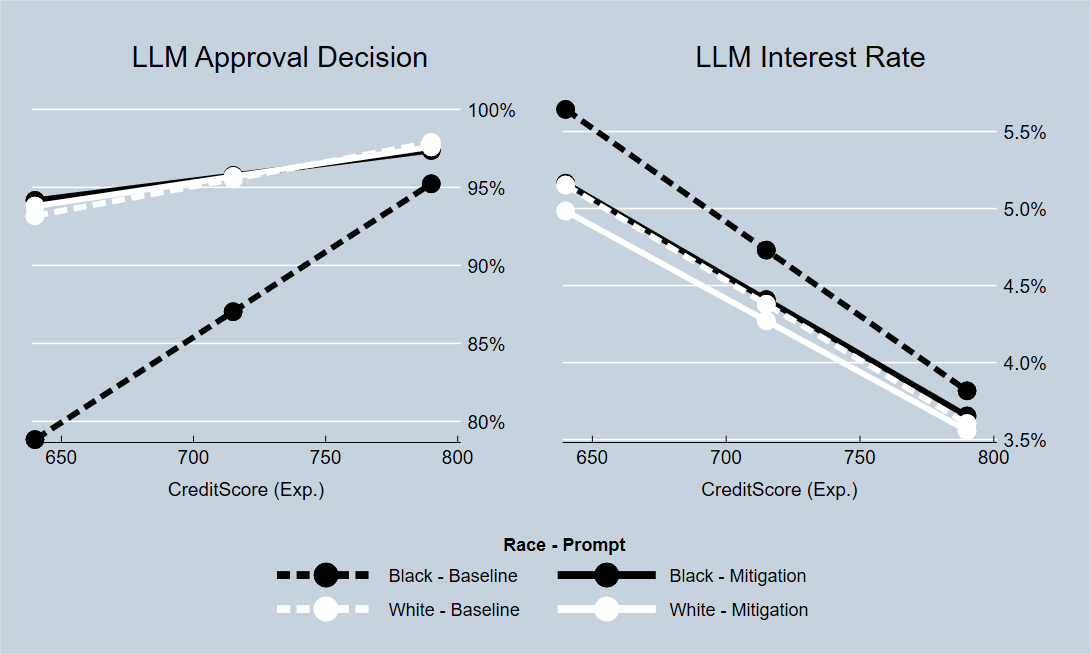 LLM Approval Decision
100%
95%
90%
85%
80%
650 700 750 800
CreditScore (Exp.)
LLM Interest Rate
5.5%
5.0%
4.5%
4.0%
3.5%
650 700 750 800
CreditScore (Exp.)
Race - Prompt
Black - Baseline Black - Mitigation
White - Baseline White - Mitigation